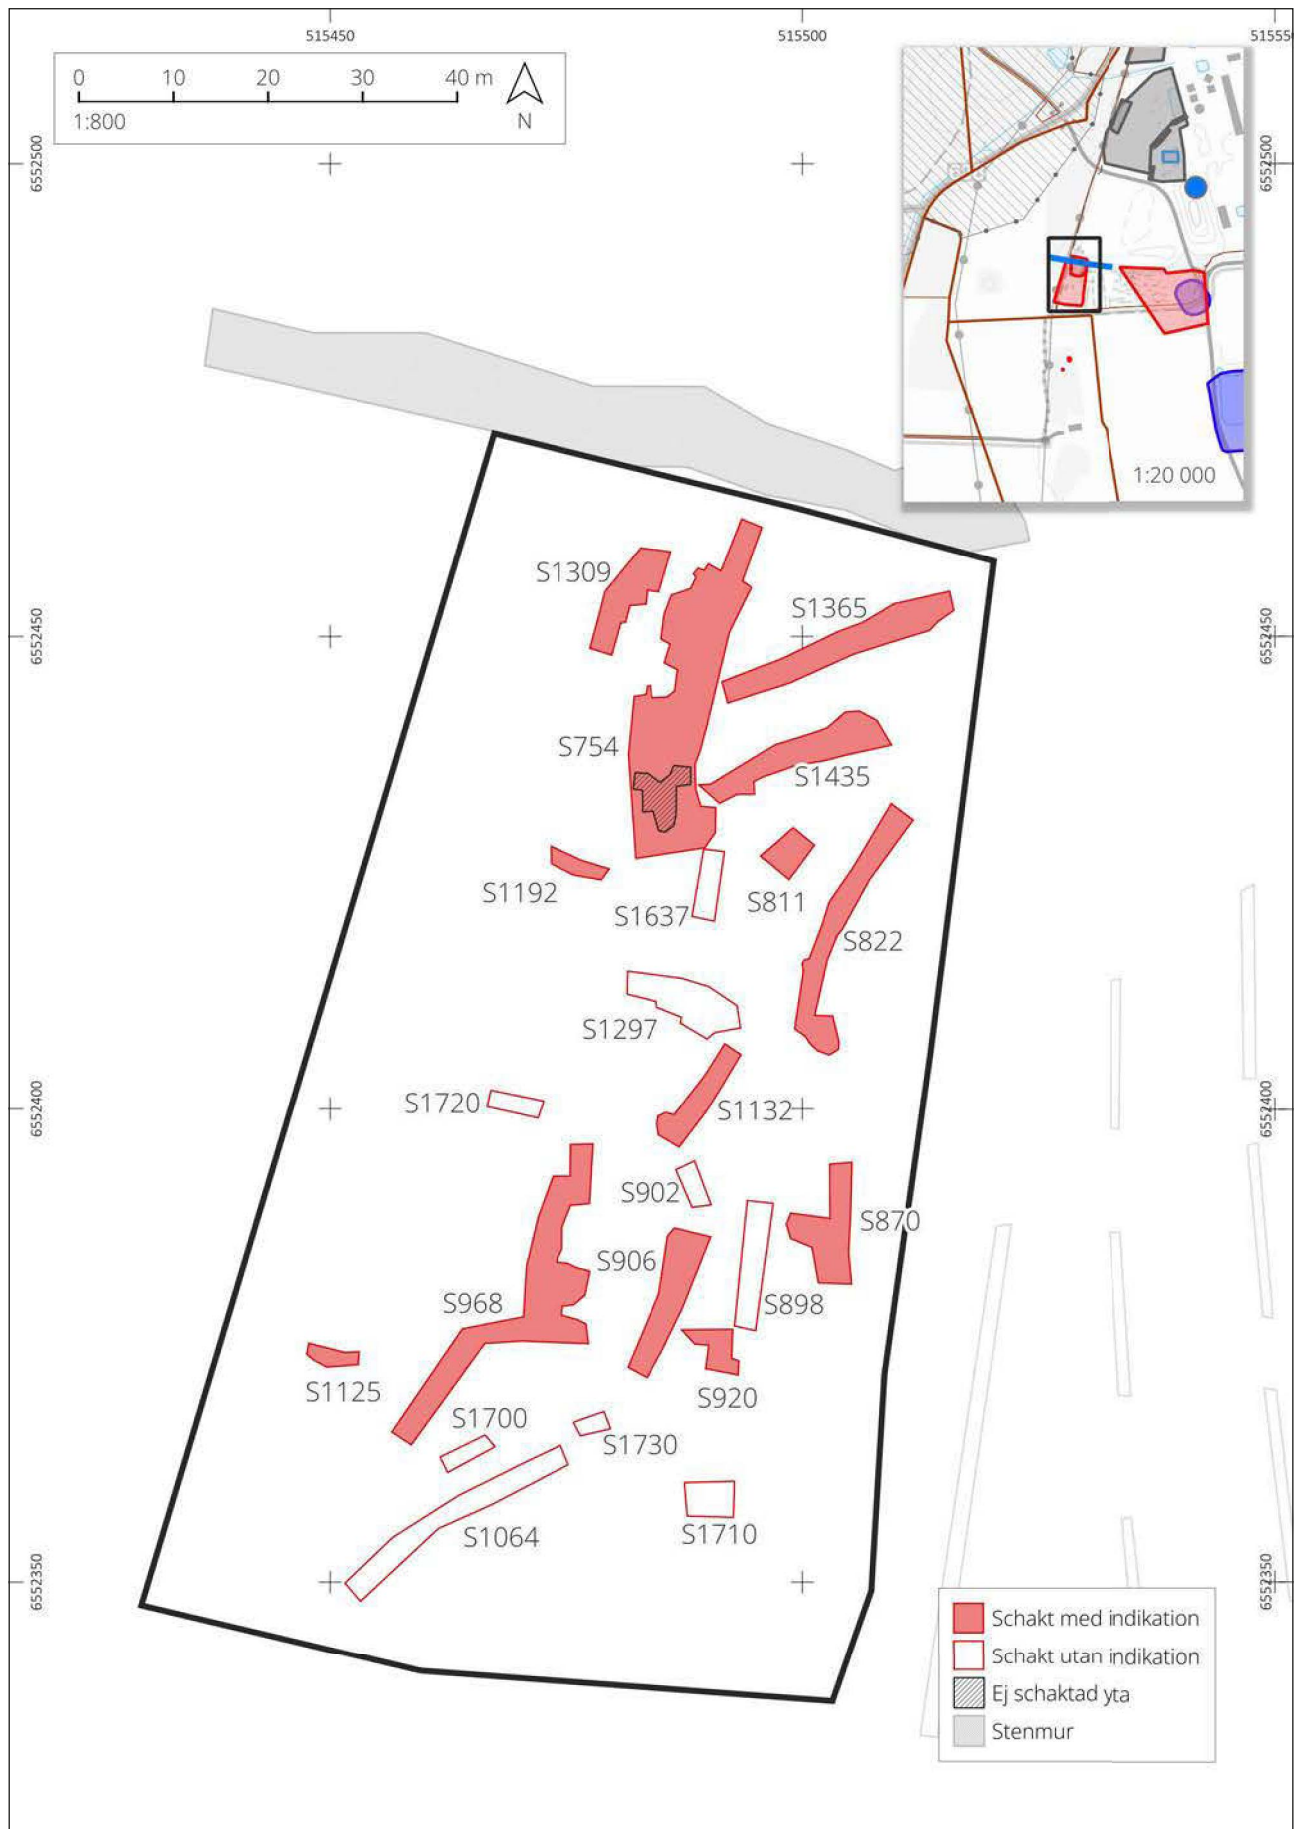 515450
515500
51555
0 10 20 30 40 m
1:800
N
6552500
6552500
1:20 000
S1309
S1365
6552450
6552450
S754
S1435
S1192
S1637
S811
S822
S1297
S1720
S1132
6552400
6552400
S902
S870
S906
S968
S898
S1125
S920
S1700
S1730
S1064
S1710
6552350
6552350
Schakt med indikation
Schakt utan indikation
Ej schaktad yta
Stenmur